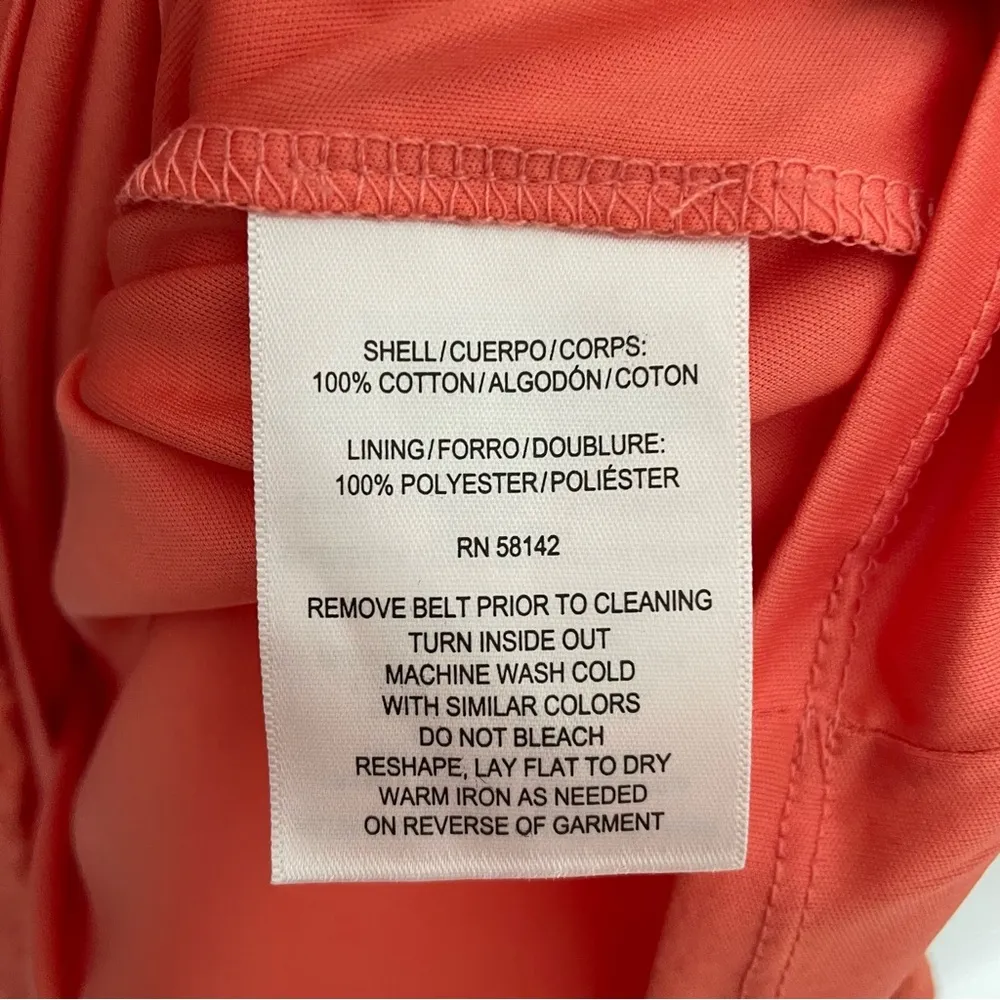 SHELL/CUERPO/CORPS:
100% COTTON/ALGODÓN/COTON
LINING/FORRO/DOUBLURE:
100% POLYESTER/POLIÉSTER
RN 58142
REMOVE BELT PRIOR TO CLEANING
TURN INSIDE OUT
MACHINE WASH COLD
WITH SIMILAR COLORS
DO NOT BLEACH
RESHAPE, LAY FLAT TO DRY
WARM IRON AS NEEDED
ON REVERSE OF GARMENT